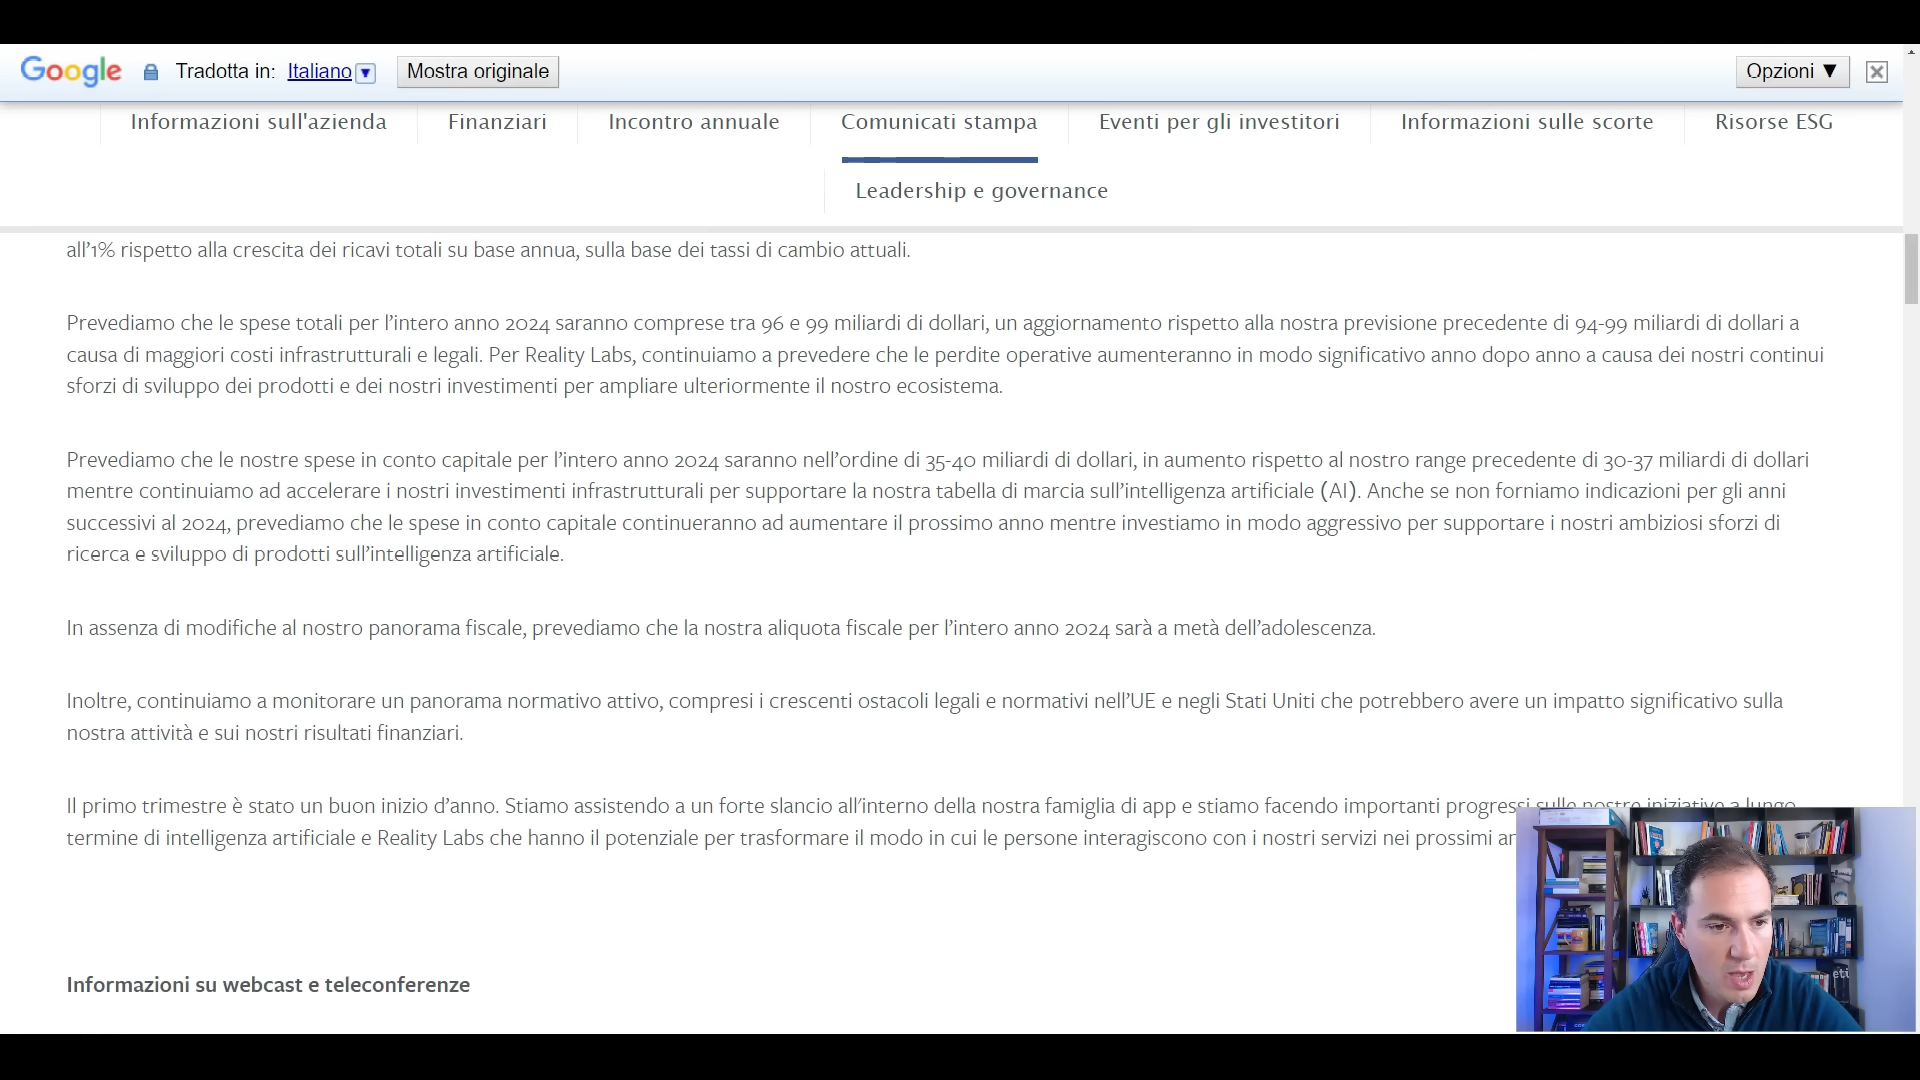 Google Tradotta in: Italiano ▼ Mostra originale Opzioni ▼
Informazioni sull'azienda Finanziari Incontro annuale Comunicati stampa Eventi per gli investitori Informazioni sulle scorte Risorse ESG
Leadership e governance
all’1% rispetto alla crescita dei ricavi totali su base annua, sulla base dei tassi di cambio attuali.
Prevediamo che le spese totali per l’intero anno 2024 saranno comprese tra 96 e 99 miliardi di dollari, un aggiornamento rispetto alla nostra previsione precedente di 94-99 miliardi di dollari a
causa di maggiori costi infrastrutturali e legali. Per Reality Labs, continuiamo a prevedere che le perdite operative aumenteranno in modo significativo anno dopo anno a causa dei nostri continui
sforzi di sviluppo dei prodotti e dei nostri investimenti per ampliare ulteriormente il nostro ecosistema.
Prevediamo che le nostre spese in conto capitale per l’intero anno 2024 saranno nell’ordine di 35-40 miliardi di dollari, in aumento rispetto al nostro range precedente di 30-37 miliardi di dollari
mentre continuiamo ad accelerare i nostri investimenti infrastrutturali per supportare la nostra tabella di marcia sull’intelligenza artificiale (AI). Anche se non forniamo indicazioni per gli anni
successivi al 2024, prevediamo che le spese in conto capitale continueranno ad aumentare il prossimo anno mentre investiamo in modo aggressivo per supportare i nostri ambiziosi sforzi di
ricerca e sviluppo di prodotti sull’intelligenza artificiale.
In assenza di modifiche al nostro panorama fiscale, prevediamo che la nostra aliquota fiscale per l’intero anno 2024 sarà a metà dell’adolescenza.
Inoltre, continuiamo a monitorare un panorama normativo attivo, compresi i crescenti ostacoli legali e normativi nell’UE e negli Stati Uniti che potrebbero avere un impatto significativo sulla
nostra attività e sui nostri risultati finanziari.
Il primo trimestre è stato un buon inizio d’anno. Stiamo assistendo a un forte slancio all’interno della nostra famiglia di app e stiamo facendo importanti progressi sulle nostre iniziative a lungo
termine di intelligenza artificiale e Reality Labs che hanno il potenziale per trasformare il modo in cui le persone interagiscono con i nostri servizi nei prossimi
Informazioni su webcast e teleconferenze